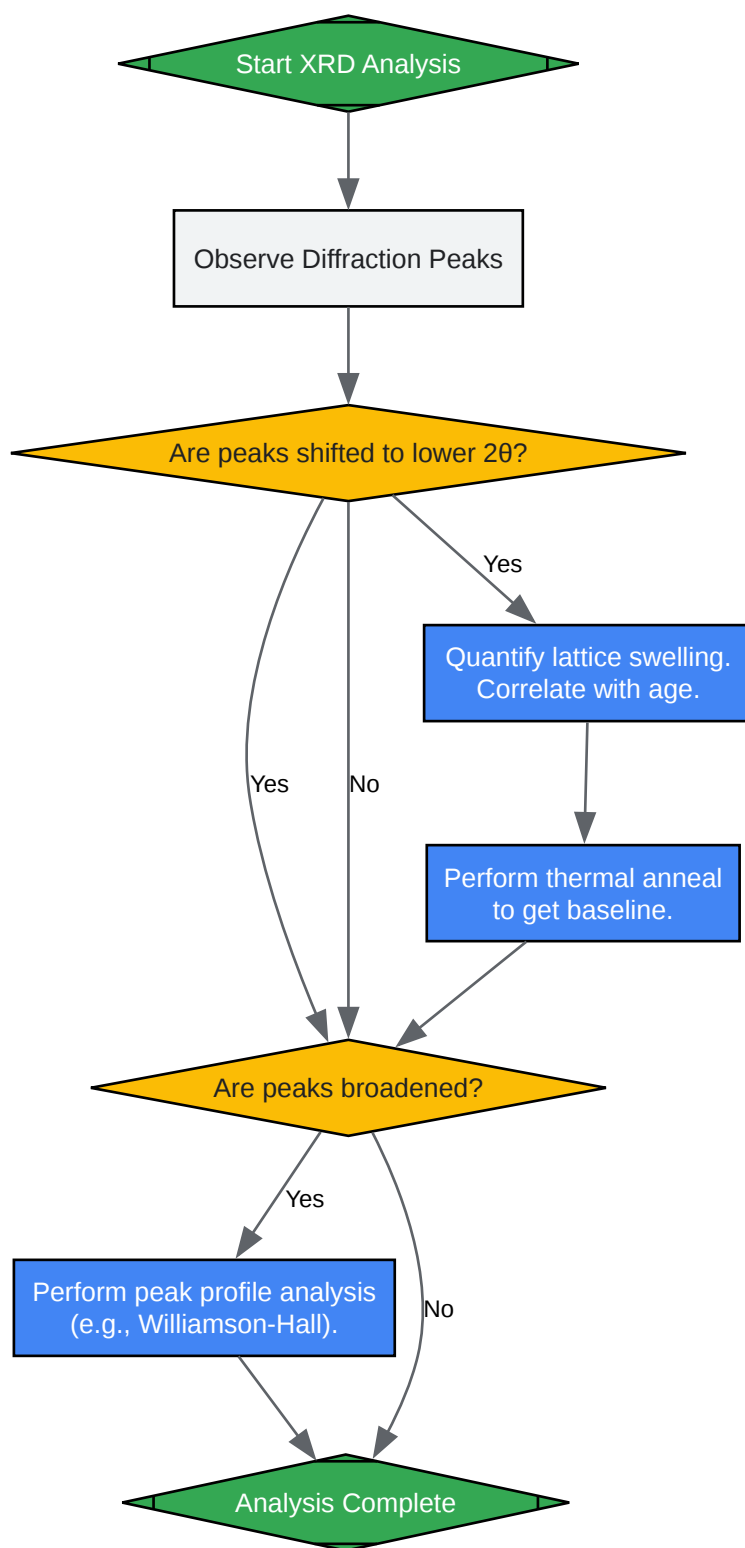 Start XRD Analysis
Observe Diffraction Peaks
Are peaks shifted to lower 2θ?
Yes
Quantify lattice swelling.
Correlate with age.
Yes
No
Perform thermal anneal
to get baseline.
Are peaks broadened?
Yes
Perform peak profile analysis
(e.g., Williamson-Hall).
No
Analysis Complete